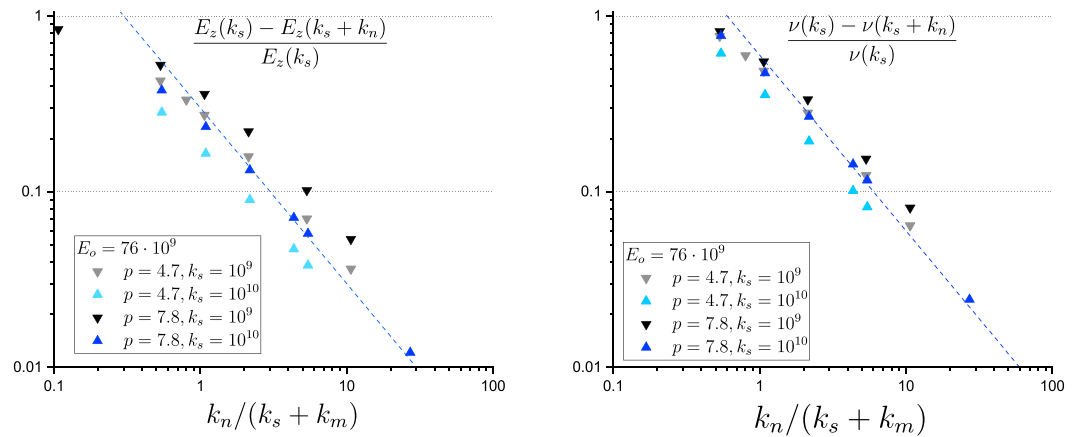 1
0.1
0.01
0.1
1
10
100
k_n/(k_s + k_m)
E_z(k_s) − E_z(k_s + k_n)
E_z(k_s)
E_o = 76 · 10^9
p = 4.7, k_s = 10^9
p = 4.7, k_s = 10^10
p = 7.8, k_s = 10^9
p = 7.8, k_s = 10^10
1
0.1
0.01
0.1
1
10
100
k_n/(k_s + k_m)
ν(k_s) − ν(k_s + k_n)
ν(k_s)
E_o = 76 · 10^9
p = 4.7, k_s = 10^9
p = 4.7, k_s = 10^10
p = 7.8, k_s = 10^9
p = 7.8, k_s = 10^10